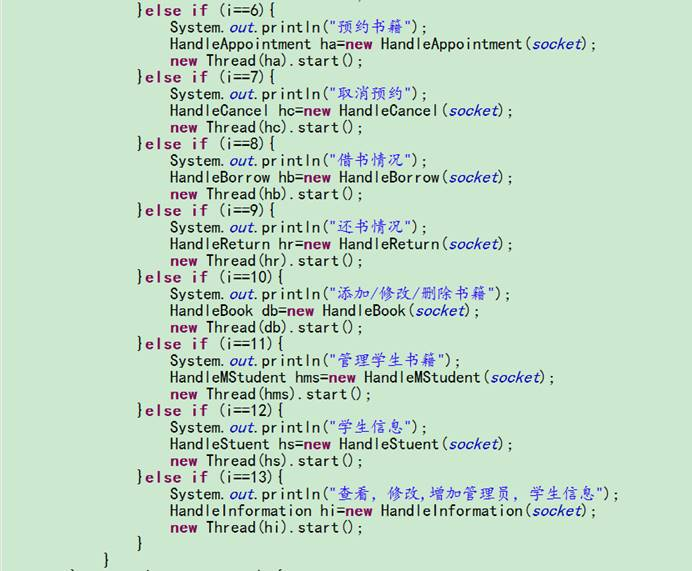 }else if (i==6){
System.out.println("预约书籍");
HandleAppointment ha=new HandleAppointment(socket);
new Thread(ha).start();
}else if (i==7){
System.out.println("取消预约");
HandleCancel hc=new HandleCancel(socket);
new Thread(hc).start();
}else if (i==8){
System.out.println("借书情况");
HandleBorrow hb=new HandleBorrow(socket);
new Thread(hb).start();
}else if (i==9){
System.out.println("还书情况");
HandleReturn hr=new HandleReturn(socket);
new Thread(hr).start();
}else if (i==10){
System.out.println("添加/修改/删除书籍");
HandleBook db=new HandleBook(socket);
new Thread(db).start();
}else if (i==11){
System.out.println("管理学生书籍");
HandleMStudent hms=new HandleMStudent(socket);
new Thread(hms).start();
}else if (i==12){
System.out.println("学生信息");
HandleStuent hs=new HandleStuent(socket);
new Thread(hs).start();
}else if (i==13){
System.out.println("查看，修改,增加管理员，学生信息");
HandleInformation hi=new HandleInformation(socket);
new Thread(hi).start();
}
}